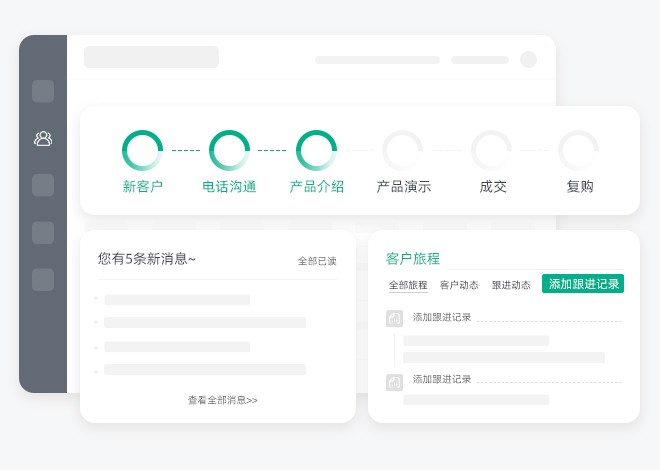 新客户 电话沟通 产品介绍 产品演示 成交 复购
您有5条新消息~ 全部已读
查看全部消息>>
客户旅程
全部旅程 客户动态 跟进动态 添加跟进记录
添加跟进记录
添加跟进记录